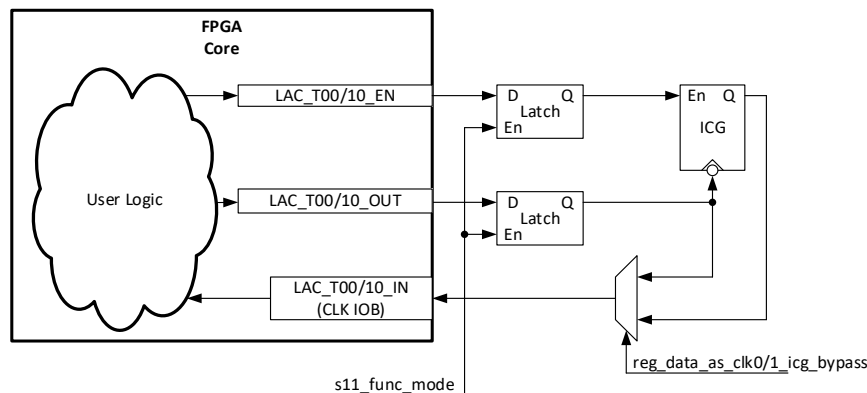 FPGA
Core
LAC_T00/10_EN
D Q
Latch
En
En Q
ICG
User Logic
LAC_T00/10_OUT
D Q
Latch
En
LAC_T00/10_IN
(CLK IOB)
reg_data_as_clk0/1_icg_bypass
s11_func_mode